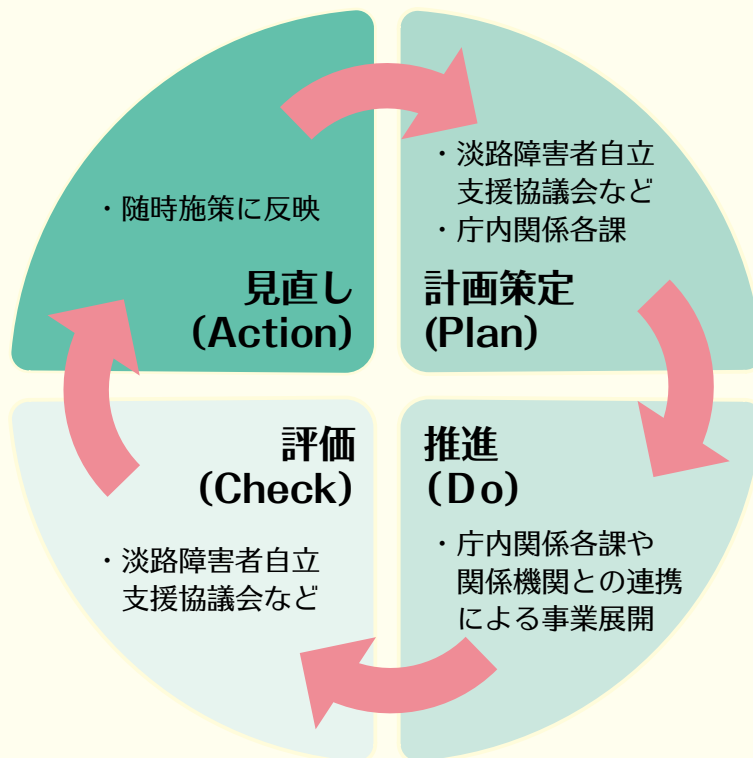 ・随時施策に反映
見直し
(Action)
・淡路障害者自立
支援協議会など
・庁内関係各課
計画策定
(Plan)
評価
(Check)
・淡路障害者自立
支援協議会など
推進
(Do)
・庁内関係各課や
関係機関との連携
による事業展開